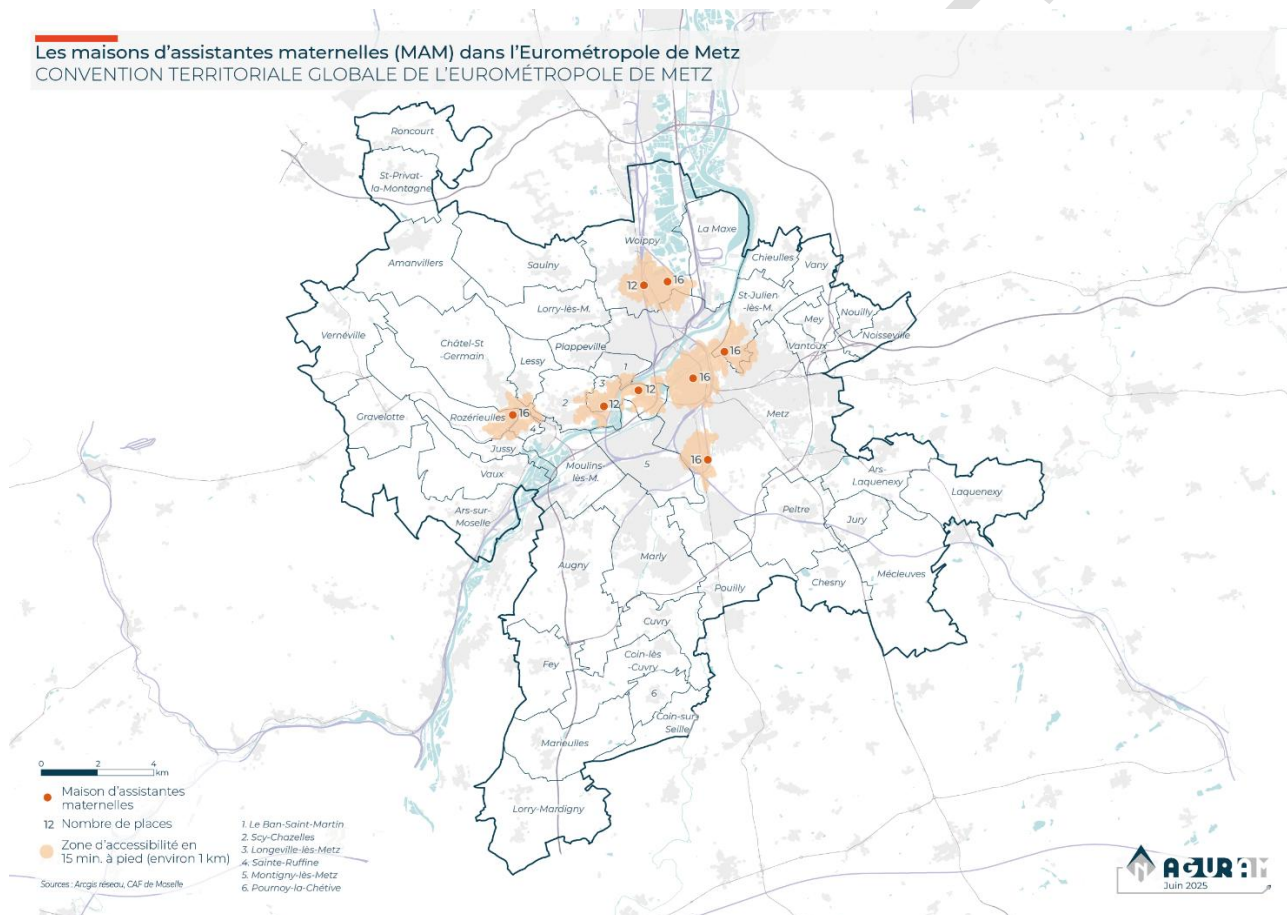 Les maisons d'assistantes maternelles (MAM) dans l'Eurométropole de Metz
CONVENTION TERRITORIALE GLOBALE DE L'EUROMÉTROPOLE DE METZ
Roncourt
St-Privat-
la-Montagne
Amanvillers
Saulny
Woippy
La Maxe
Chieulles
Vany
12
16
St-Julien
-lès-M.
Lorry-lès-M.
Mey
Nouilly
Noisseville
Vernéville
Châtel-St
-Germain
Plappeville
Vantoux
Lessy
16
1
3
12
16
2
12
Gravelotte
Rozérieulles
16
4
Metz
Jussy
16
5
Vaux
Moulins
-lès-M.
Ars-
Laquenexy
Laquenexy
Ars-sur-
Moselle
Peltre
Jury
Augny
Marly
Pouilly
Chesny
Mécleuves
Cuvry
Fey
Coin-lès
-Cuvry
6
Coin-sur-
Seille
Marieulles
Lorry-Mardigny
0 2 4
km
Maison d'assistantes
maternelles
12 Nombre de places
Zone d'accessibilité en
15 min. à pied (environ 1 km)
Sources : Arcgis réseau, CAF de Moselle
1. Le Ban-Saint-Martin
2. Scy-Chazelles
3. Longeville-lès-Metz
4. Sainte-Ruffine
5. Montigny-lès-Metz
6. Pournoy-la-Chétive
N
AGURAM
Juin 2025